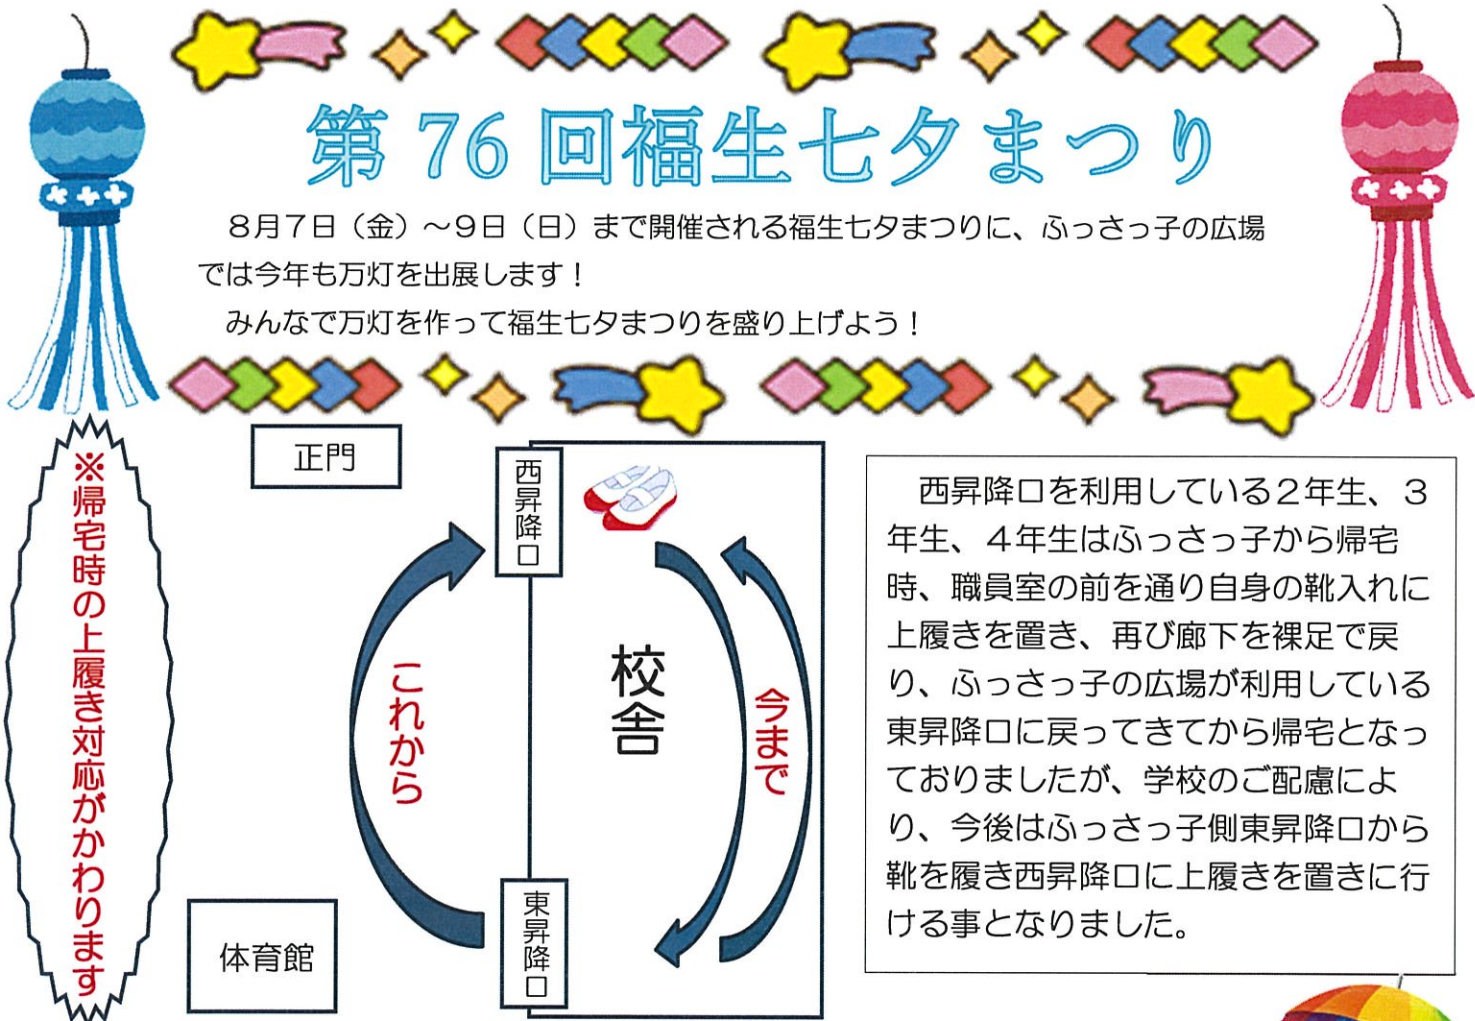 第76回福生七夕まつり
８月７日（金）～９日（日）まで開催される福生七夕まつりに、ふっさっ子の広場
では今年も万灯を出展します！
みんなで万灯を作って福生七夕まつりを盛り上げよう！
※帰宅時の上履き対応がかわります
正門
西昇降口
これから
校舎
今まで
東昇降口
体育館
西昇降口を利用している２年生、３
年生、４年生はふっさっ子から帰宅
時、職員室の前を通り自身の靴入れに
上履きを置き、再び廊下を裸足で戻
り、ふっさっ子の広場が利用している
東昇降口に戻ってきてから帰宅となっ
ておりましたが、学校のご配慮によ
り、今後はふっさっ子側東昇降口から
靴を履き西昇降口に上履きを置きに行
ける事となりました。